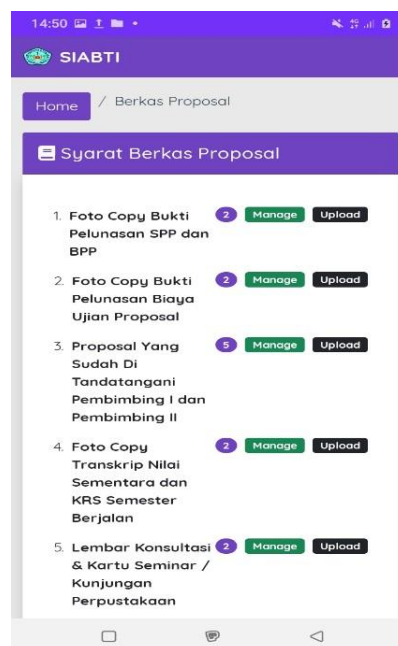 14:50
SIABTI
Home / Berkas Proposal
Syarat Berkas Proposal
1. Foto Copy Bukti 2 Manage Upload
Pelunasan SPP dan
BPP
2. Foto Copy Bukti 2 Manage Upload
Pelunasan Biaya
Ujian Proposal
3. Proposal Yang 5 Manage Upload
Sudah Di
Tandatangani
Pembimbing I dan
Pembimbing II
4. Foto Copy 2 Manage Upload
Transkrip Nilai
Sementara dan
KRS Semester
Berjalan
5. Lembar Konsultasi 2 Manage Upload
& Kartu Seminar /
Kunjungan
Perpustakaan